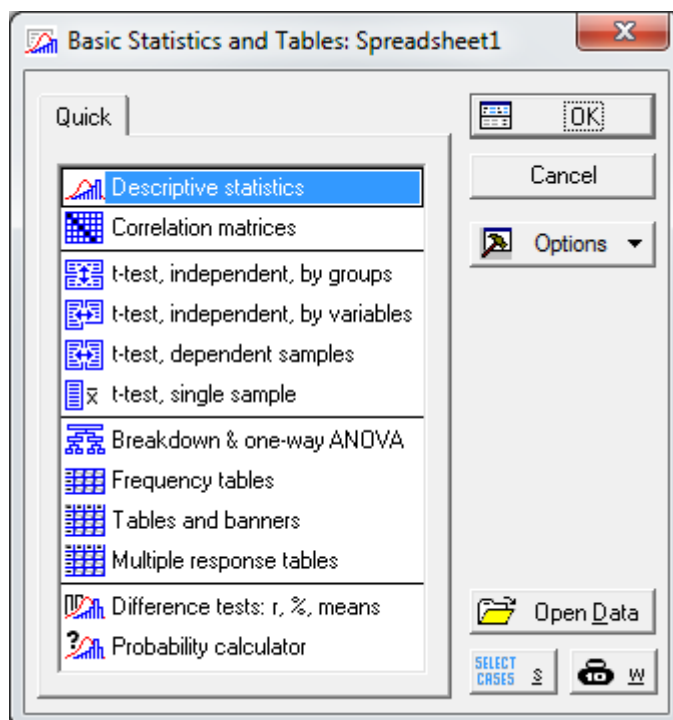 Basic Statistics and Tables: Spreadsheet1
Quick
Descriptive statistics
Correlation matrices
t-test, independent, by groups
t-test, independent, by variables
t-test, dependent samples
x̄ t-test, single sample
Breakdown & one-way ANOVA
Frequency tables
Tables and banners
Multiple response tables
Difference tests: r, %, means
? Probability calculator
OK
Cancel
Options
Open Data
SELECT
CASES S
W